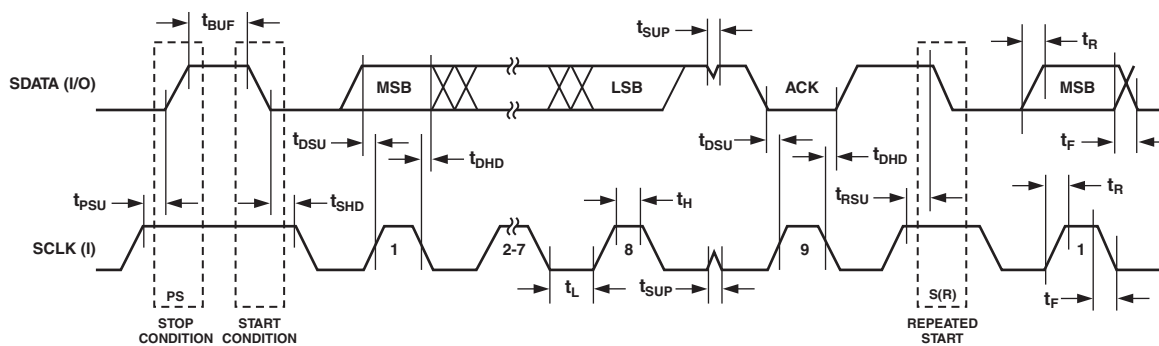 tBUF
tSUP
tR
SDATA (I/O)
MSB
LSB
ACK
MSB
tDSU
tDHD
tDSU
tDHD
tF
tPSU
tSHD
tH
tRSU
tR
SCLK (I)
1
2-7
8
9
1
tL
tSUP
tF
PS
S(R)
STOP
CONDITION
START
CONDITION
REPEATED
START